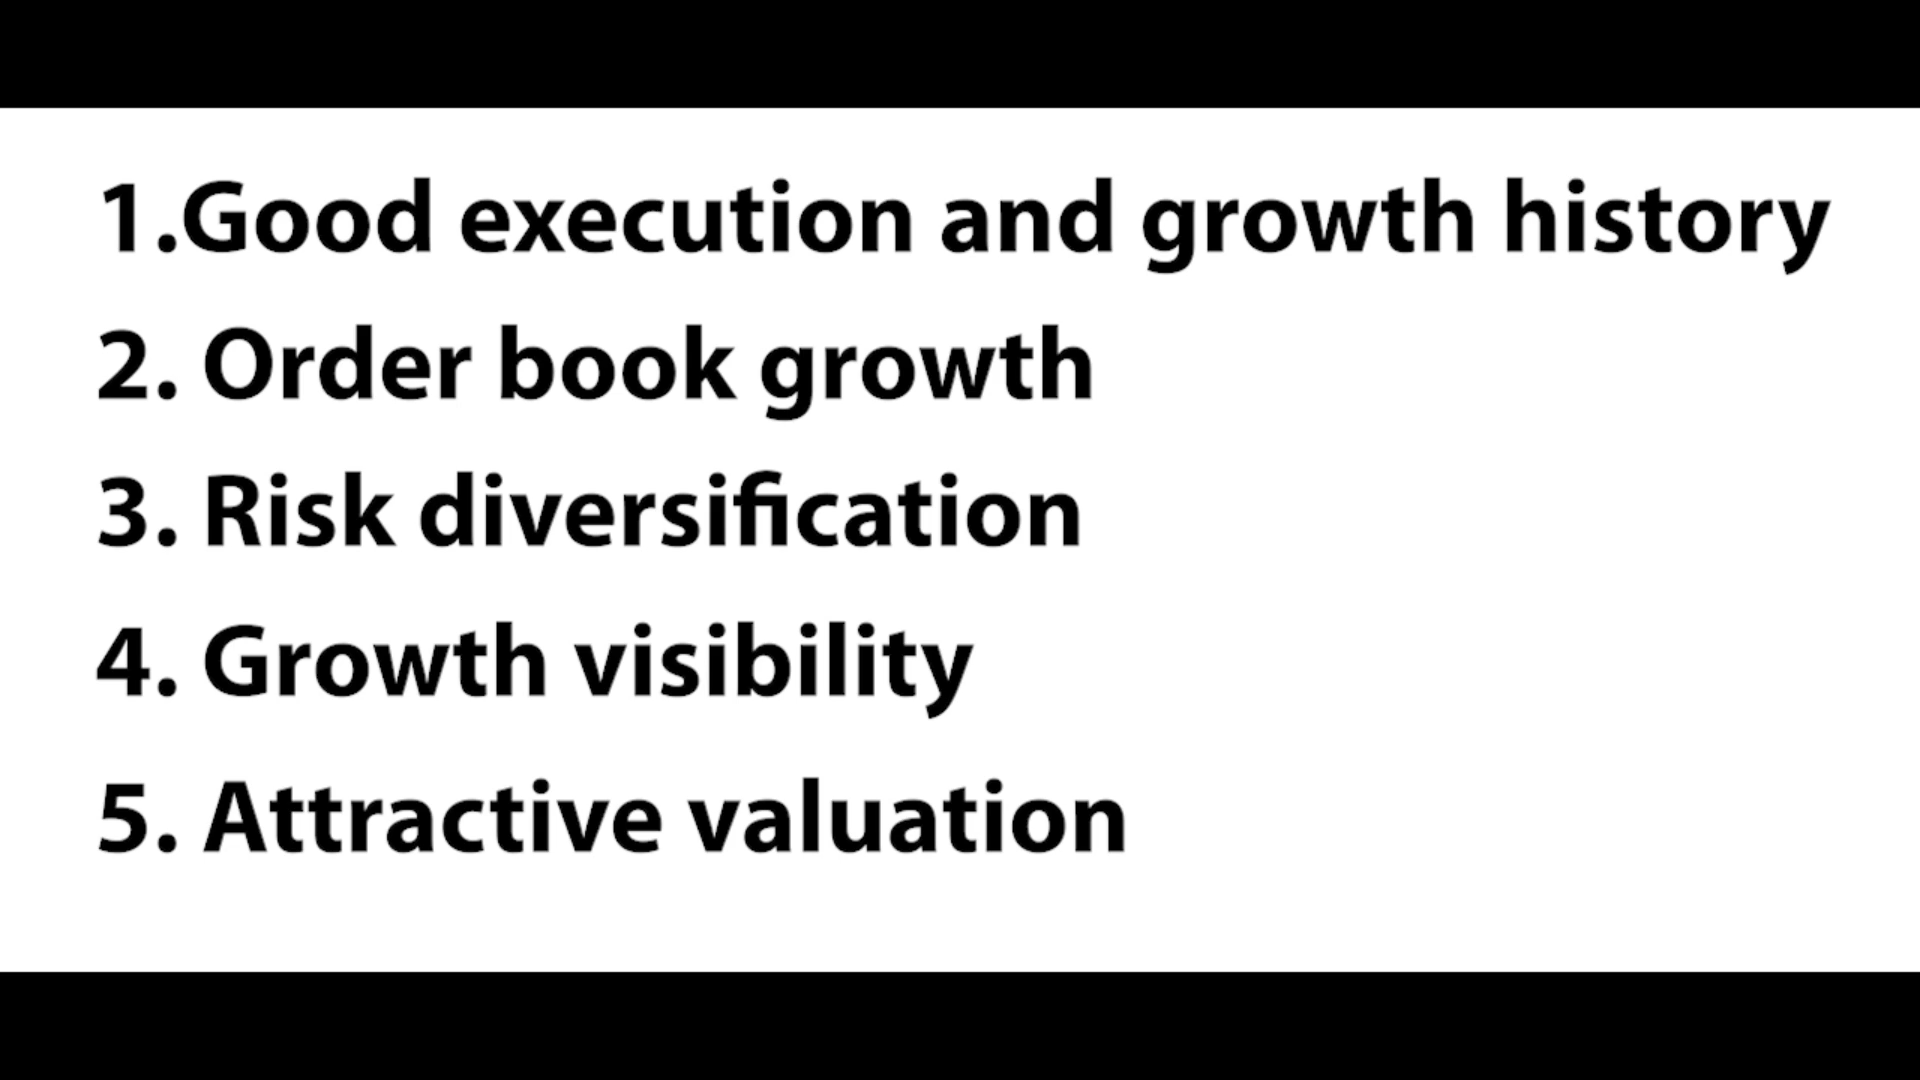 1.Good execution and growth history
2. Order book growth
3. Risk diversification
4. Growth visibility
5. Attractive valuation